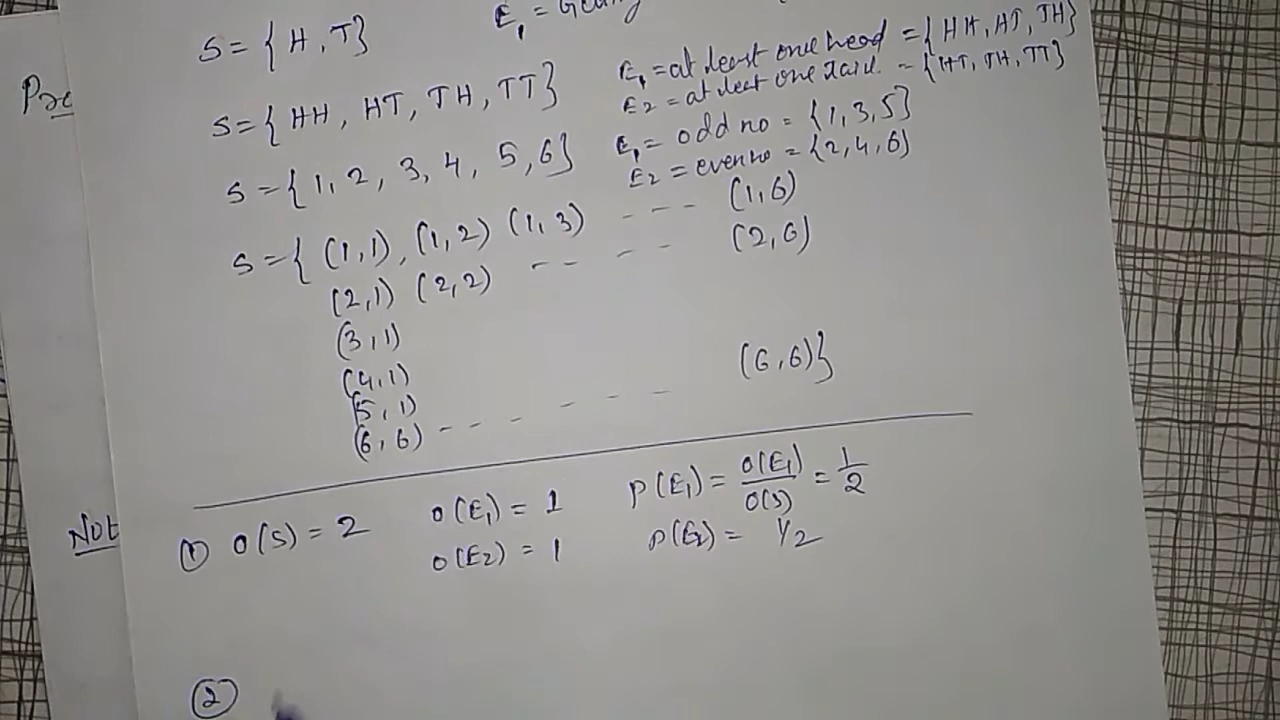 S = { H , T }
E₁ =
Pre
S = { HH , HT , TH , TT }
E₁ = at least one head = { HH, HT, TH }
E2 = at lest one tail = { HT, TH, TT }
S = { 1, 2, 3, 4, 5, 6 }
E₁ = odd no = { 1, 3, 5 }
E2 = even no = { 2, 4, 6 }
S = { (1,1), (1,2) (1,3) - - - (1,6)
(2,1) (2,2) - - - - (2,6)
(3,1)
(4,1)
(5,1)
(6,6) - - - - - - (6,6) }
Not
① O(S) = 2 O(E₁) = 1 P(E₁) = O(E₁)/O(S) = 1/2
O(E2) = 1 P(E2) = 1/2
②